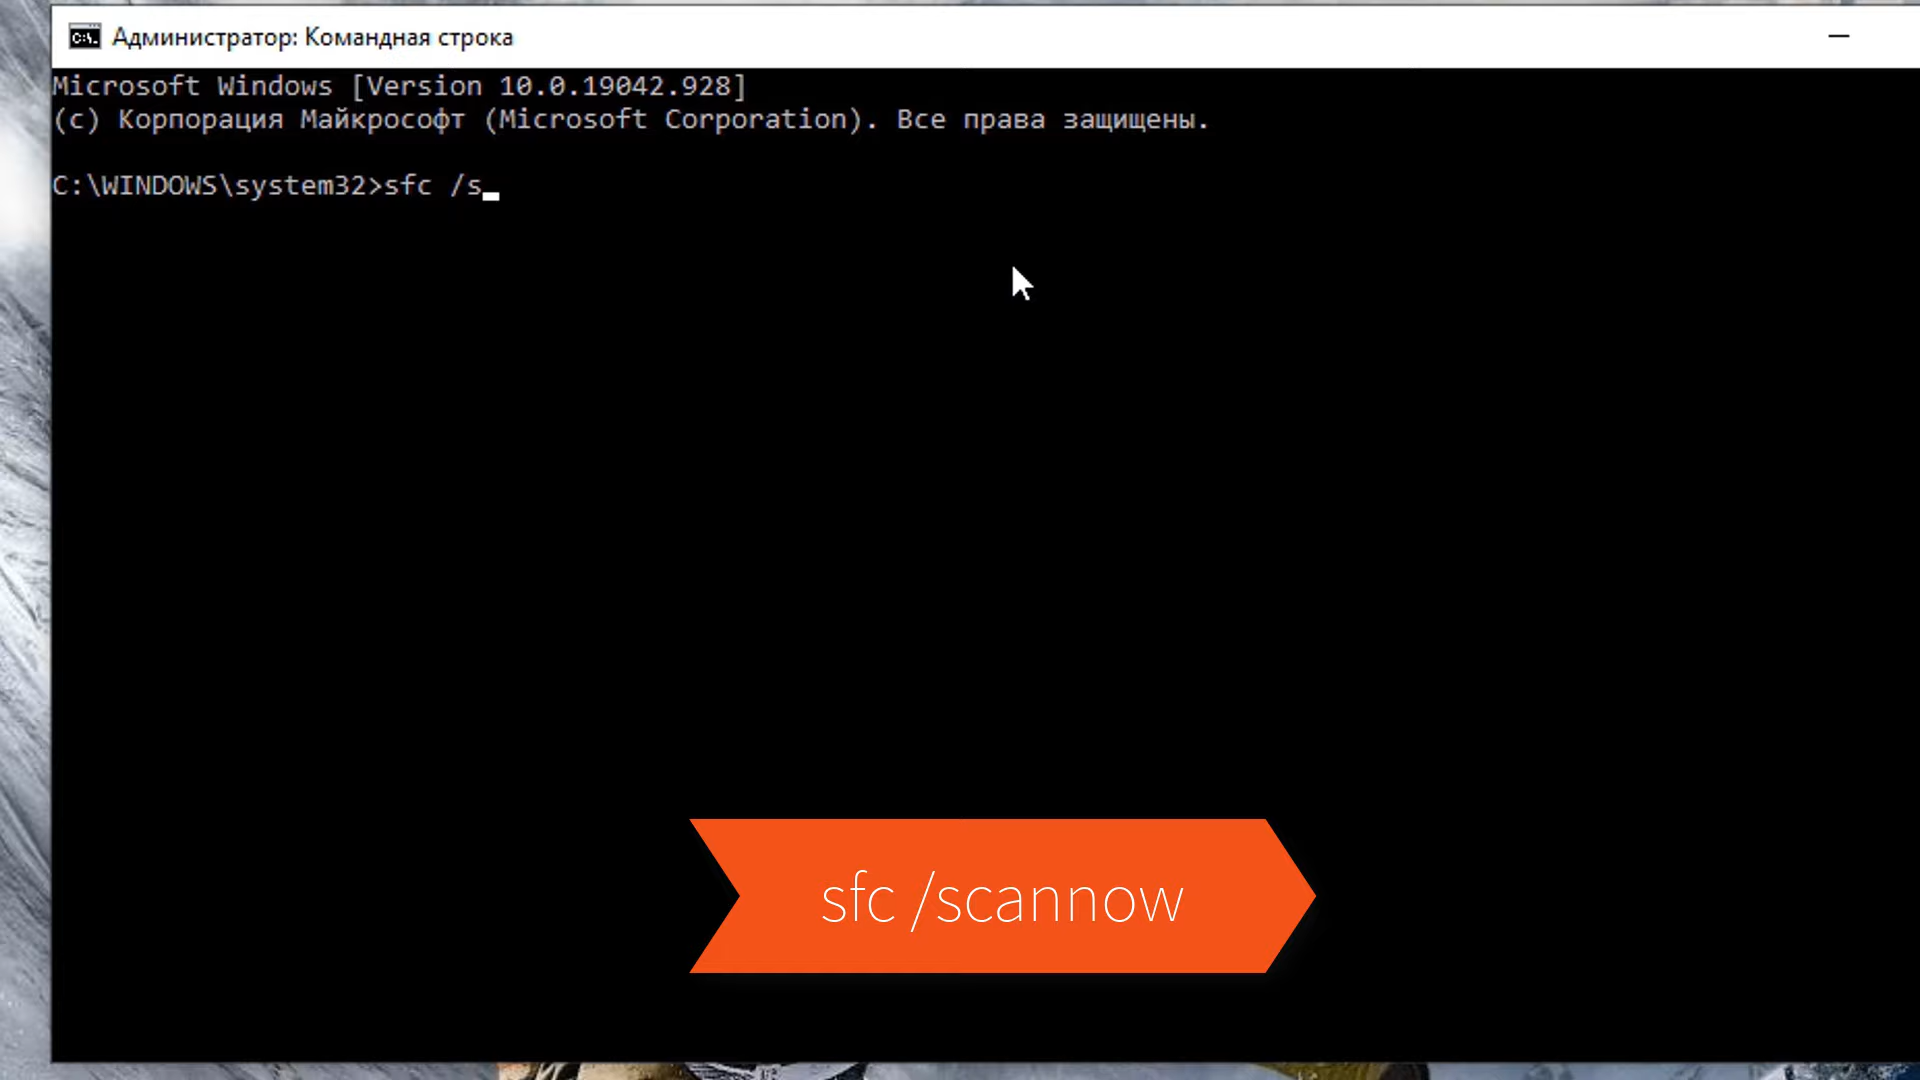 Администратор: Командная строка
Microsoft Windows [Version 10.0.19042.928]
(c) Корпорация Майкрософт (Microsoft Corporation). Все права защищены.
C:\WINDOWS\system32>sfc /s
sfc /scannow